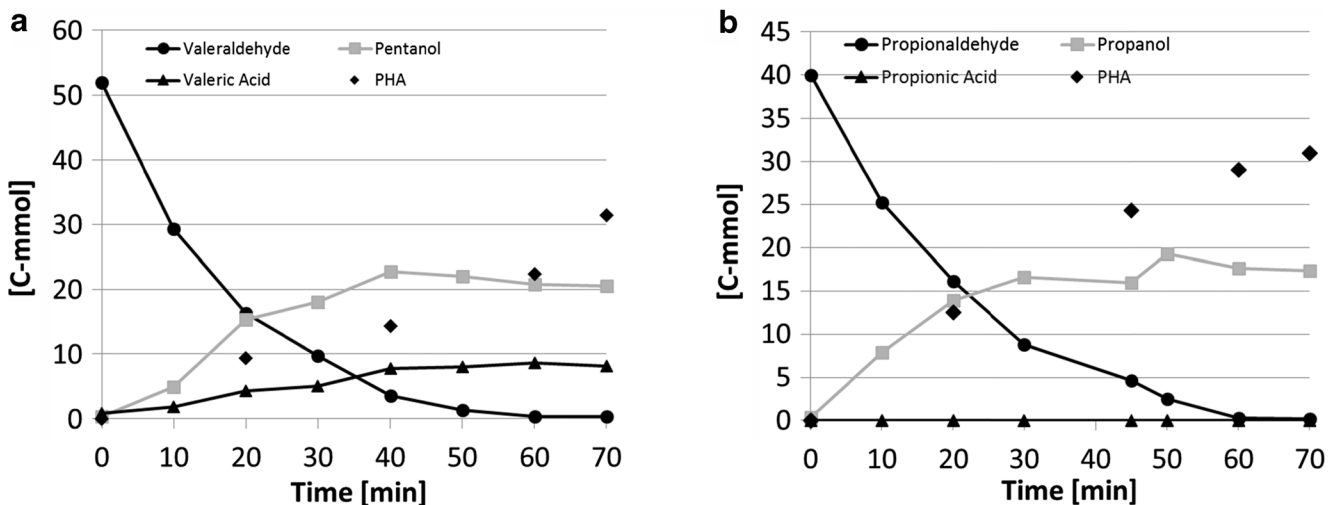 a
60
50
40
30
20
10
0
[C-mmol]
Valeraldehyde Pentanol
Valeric Acid PHA
0 10 20 30 40 50 60 70
Time [min]
b
45
40
35
30
25
20
15
10
5
0
[C-mmol]
Propionaldehyde Propanol
Propionic Acid PHA
0 10 20 30 40 50 60 70
Time [min]